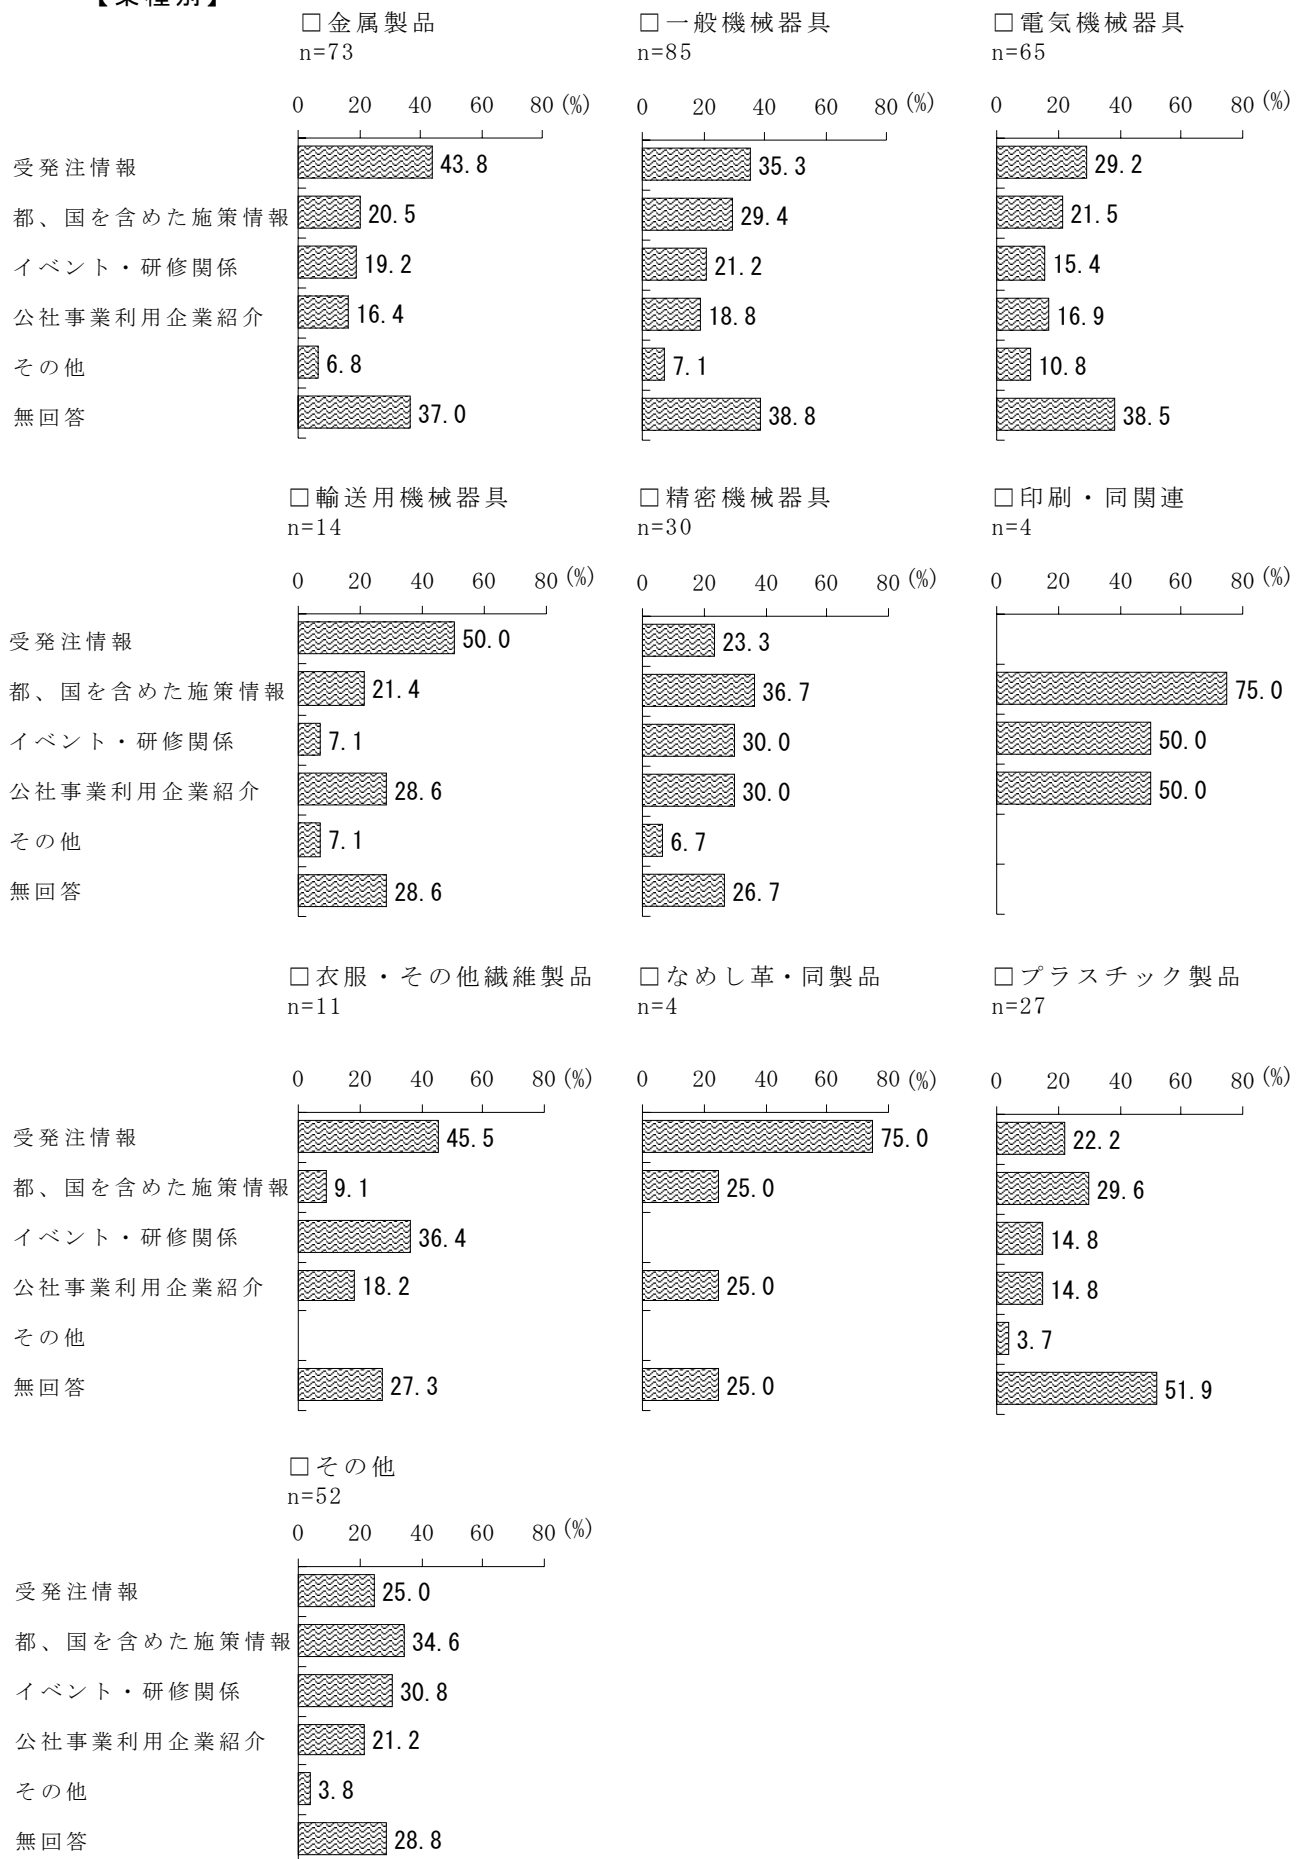 【業種別】
□金属製品 □一般機械器具 □電気機械器具
n=73 n=85 n=65
0 20 40 60 80 (%) 0 20 40 60 80 (%) 0 20 40 60 80 (%)
受発注情報 43.8 35.3 29.2
都、国を含めた施策情報 20.5 29.4 21.5
イベント・研修関係 19.2 21.2 15.4
公社事業利用企業紹介 16.4 18.8 16.9
その他 6.8 7.1 10.8
無回答 37.0 38.8 38.5
□輸送用機械器具 □精密機械器具 □印刷・同関連
n=14 n=30 n=4
0 20 40 60 80 (%) 0 20 40 60 80 (%) 0 20 40 60 80 (%)
受発注情報 50.0 23.3
都、国を含めた施策情報 21.4 36.7 75.0
イベント・研修関係 7.1 30.0 50.0
公社事業利用企業紹介 28.6 30.0 50.0
その他 7.1 6.7
無回答 28.6 26.7
□衣服・その他繊維製品 □なめし革・同製品 □プラスチック製品
n=11 n=4 n=27
0 20 40 60 80 (%) 0 20 40 60 80 (%) 0 20 40 60 80 (%)
受発注情報 45.5 75.0 22.2
都、国を含めた施策情報 9.1 25.0 29.6
イベント・研修関係 36.4 14.8
公社事業利用企業紹介 18.2 25.0 14.8
その他 3.7
無回答 27.3 25.0 51.9
□その他
n=52
0 20 40 60 80 (%)
受発注情報 25.0
都、国を含めた施策情報 34.6
イベント・研修関係 30.8
公社事業利用企業紹介 21.2
その他 3.8
無回答 28.8